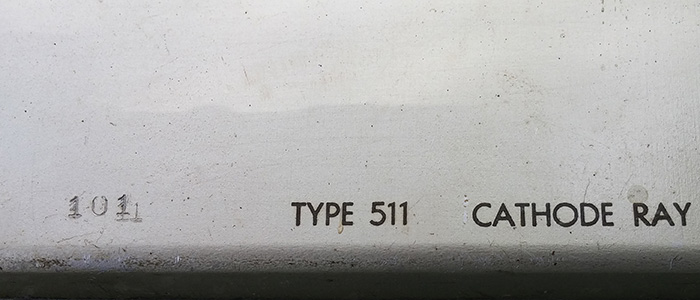 101 TYPE 511 CATHODE RAY